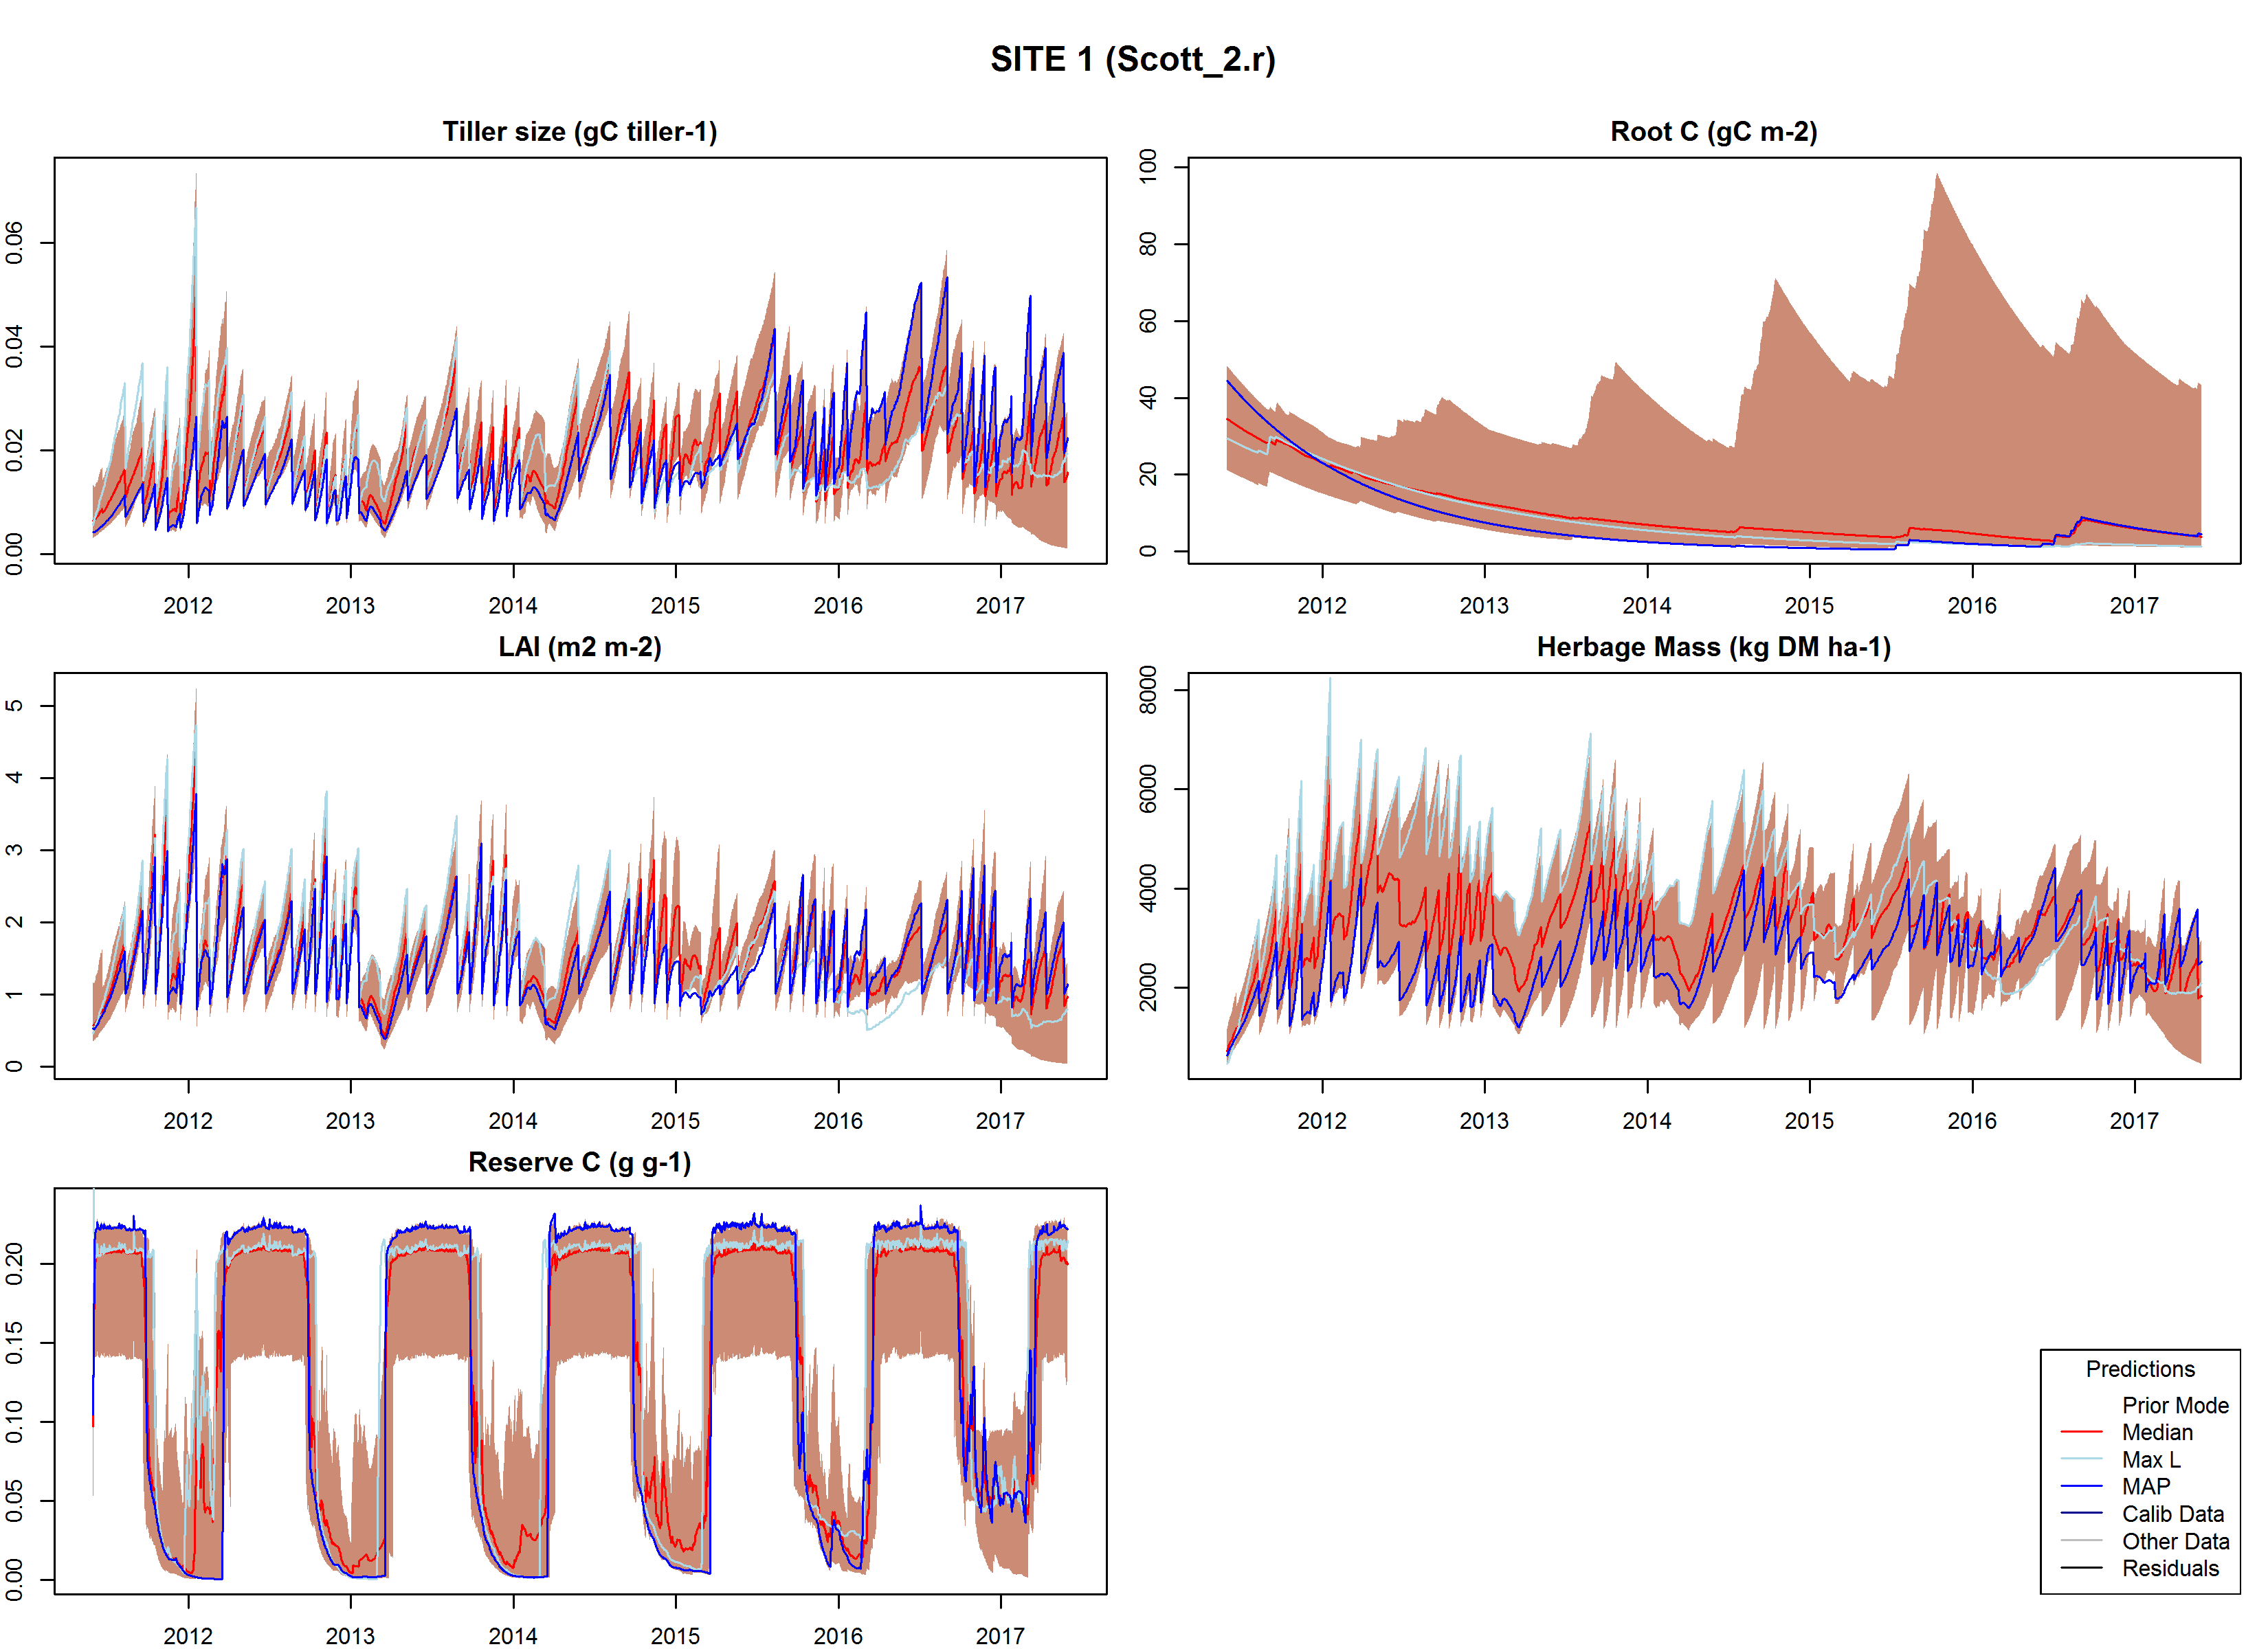 SITE 1 (Scott_2.r)
Tiller size (gC tiller-1)
0.00 0.02 0.04 0.06
2012 2013 2014 2015 2016 2017
Root C (gC m-2)
0 20 40 60 80 100
2012 2013 2014 2015 2016 2017
LAI (m2 m-2)
0 1 2 3 4 5
2012 2013 2014 2015 2016 2017
Herbage Mass (kg DM ha-1)
2000 4000 6000 8000
2012 2013 2014 2015 2016 2017
Reserve C (g g-1)
0.00 0.05 0.10 0.15 0.20
2012 2013 2014 2015 2016 2017
Predictions
Prior Mode
Median
Max L
MAP
Calib Data
Other Data
Residuals